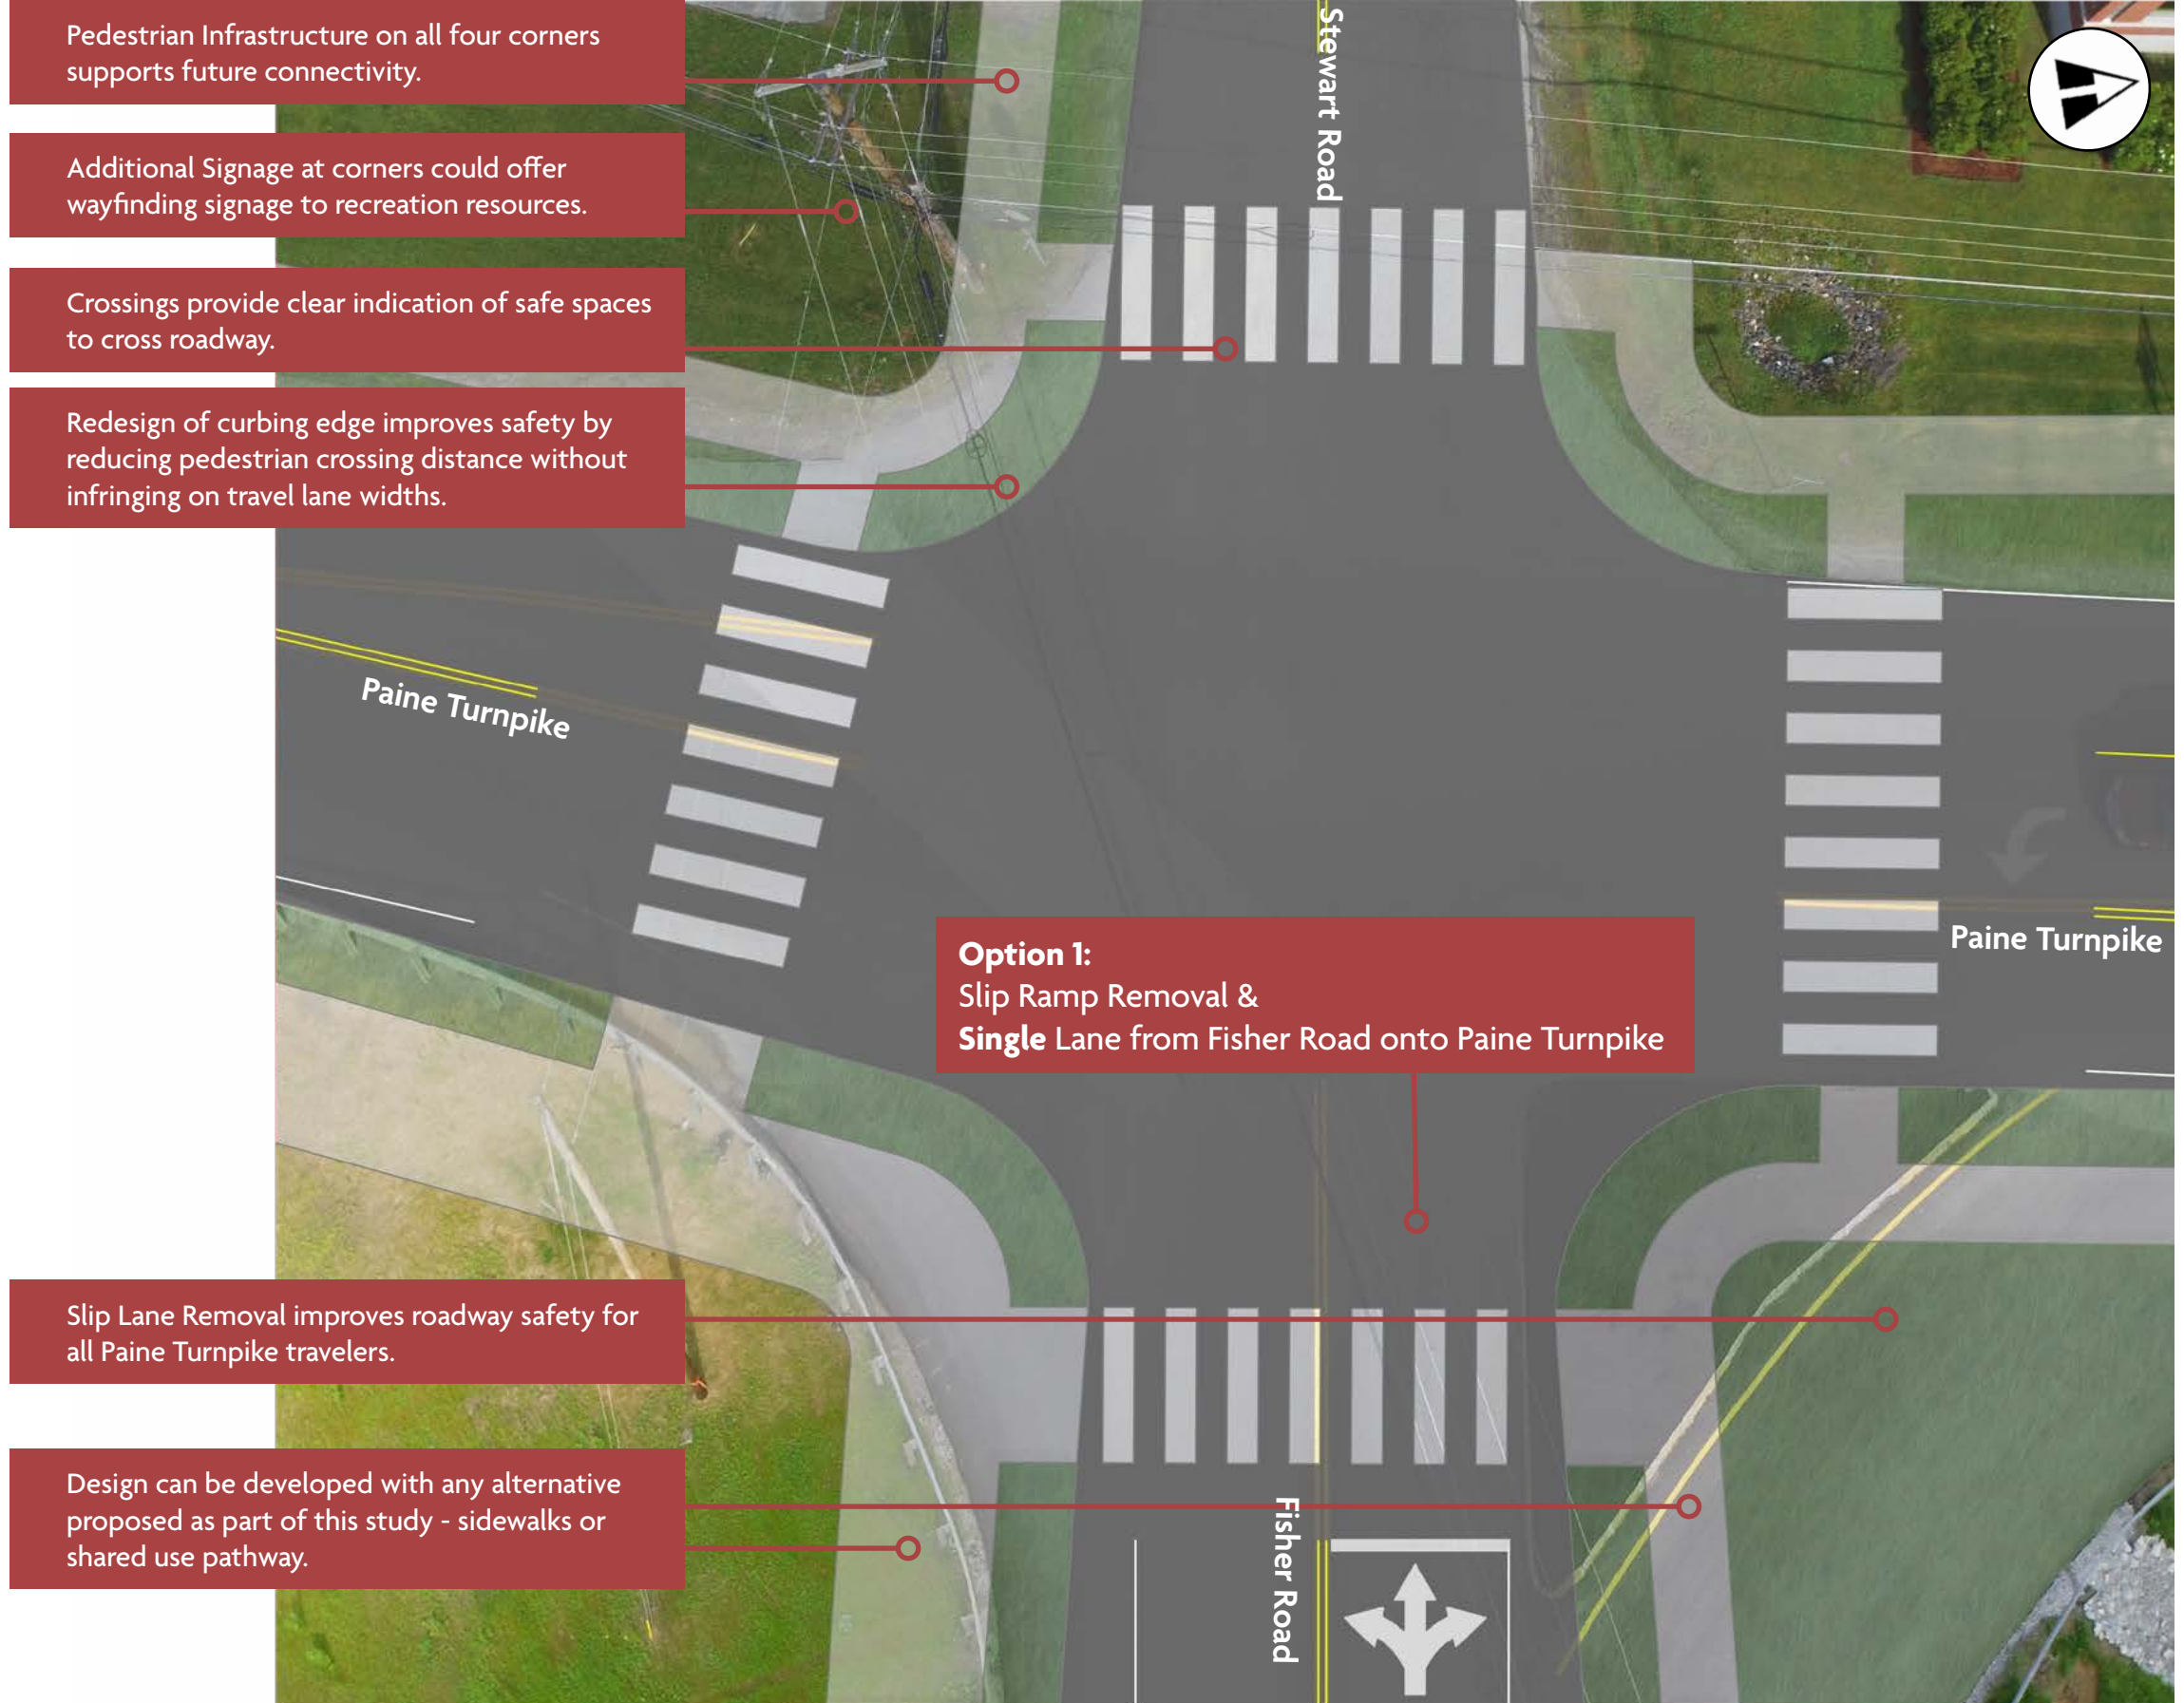 Pedestrian Infrastructure on all four corners
supports future connectivity.
Additional Signage at corners could offer
wayfinding signage to recreation resources.
Crossings provide clear indication of safe spaces
to cross roadway.
Redesign of curbing edge improves safety by
reducing pedestrian crossing distance without
infringing on travel lane widths.
Stewart Road
Paine Turnpike
Paine Turnpike
Option 1:
Slip Ramp Removal &
Single Lane from Fisher Road onto Paine Turnpike
Slip Lane Removal improves roadway safety for
all Paine Turnpike travelers.
Design can be developed with any alternative
proposed as part of this study - sidewalks or
shared use pathway.
Fisher Road